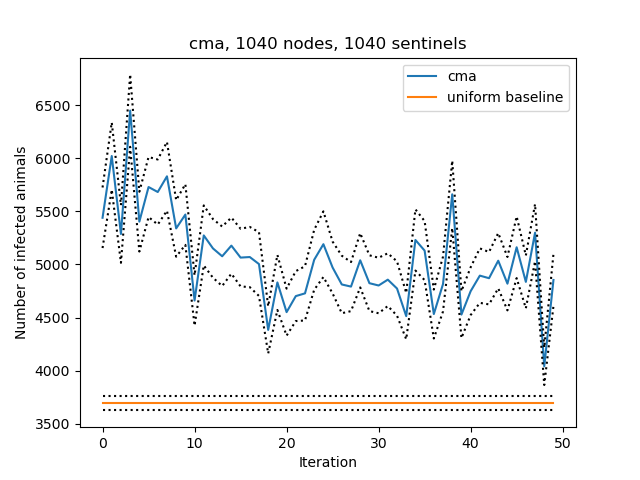 cma, 1040 nodes, 1040 sentinels
cma
uniform baseline
Number of infected animals
6500
6000
5500
5000
4500
4000
3500
0 10 20 30 40 50
Iteration